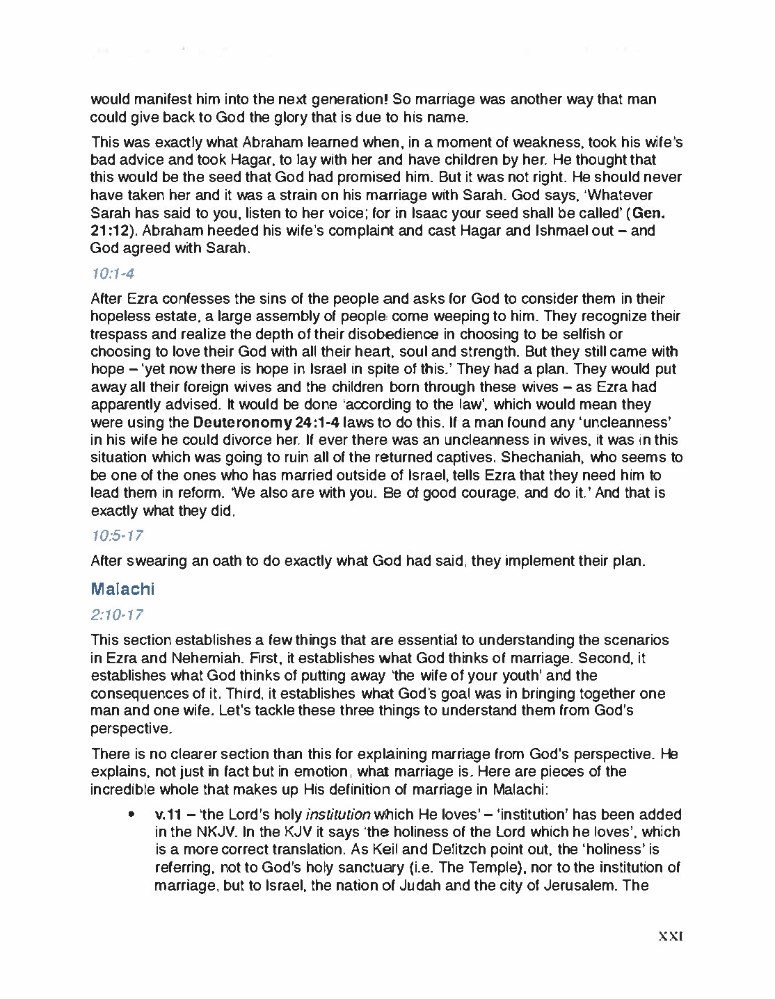 would manifest him into the next generation! So marriage was another way that man
could give back to God the glory that is due to his name.
This was exactly what Abraham learned when, in a moment of weakness, took his wife's
bad advice and took Hagar, to lay with her and have children by her. He thought that
this would be the seed that God had promised him. But it was not right. He should never
have taken her and it was a strain on his marriage with Sarah. God says, 'Whatever
Sarah has said to you, listen to her voice; for in Isaac your seed shall be called' (Gen.
21:12). Abraham heeded his wife's complaint and cast Hagar and Ishmael out – and
God agreed with Sarah.
10:1-4
After Ezra confesses the sins of the people and asks for God to consider them in their
hopeless estate, a large assembly of people come weeping to him. They recognize their
trespass and realize the depth of their disobedience in choosing to be selfish or
choosing to love their God with all their heart, soul and strength. But they still came with
hope – 'yet now there is hope in Israel in spite of this.' They had a plan. They would put
away all their foreign wives and the children born through these wives – as Ezra had
apparently advised. It would be done 'according to the law', which would mean they
were using the Deuteronomy 24:1-4 laws to do this. If a man found any 'uncleanness'
in his wife he could divorce her. If ever there was an uncleanness in wives, it was in this
situation which was going to ruin all of the returned captives. Shechaniah, who seems to
be one of the ones who has married outside of Israel, tells Ezra that they need him to
lead them in reform. 'We also are with you. Be of good courage, and do it.' And that is
exactly what they did.
10:5-17
After swearing an oath to do exactly what God had said, they implement their plan.
Malachi
2:10-17
This section establishes a few things that are essential to understanding the scenarios
in Ezra and Nehemiah. First, it establishes what God thinks of marriage. Second, it
establishes what God thinks of putting away 'the wife of your youth' and the
consequences of it. Third, it establishes what God's goal was in bringing together one
man and one wife. Let's tackle these three things to understand them from God's
perspective.
There is no clearer section than this for explaining marriage from God's perspective. He
explains, not just in fact but in emotion, what marriage is. Here are pieces of the
incredible whole that makes up His definition of marriage in Malachi:
• v.11 – 'the Lord's holy institution which He loves' – 'institution' has been added
in the NKJV. In the KJV it says 'the holiness of the Lord which he loves', which
is a more correct translation. As Keil and Delitzch point out, the 'holiness' is
referring, not to God's holy sanctuary (i.e. The Temple), nor to the institution of
marriage, but to Israel, the nation of Judah and the city of Jerusalem. The
XXI